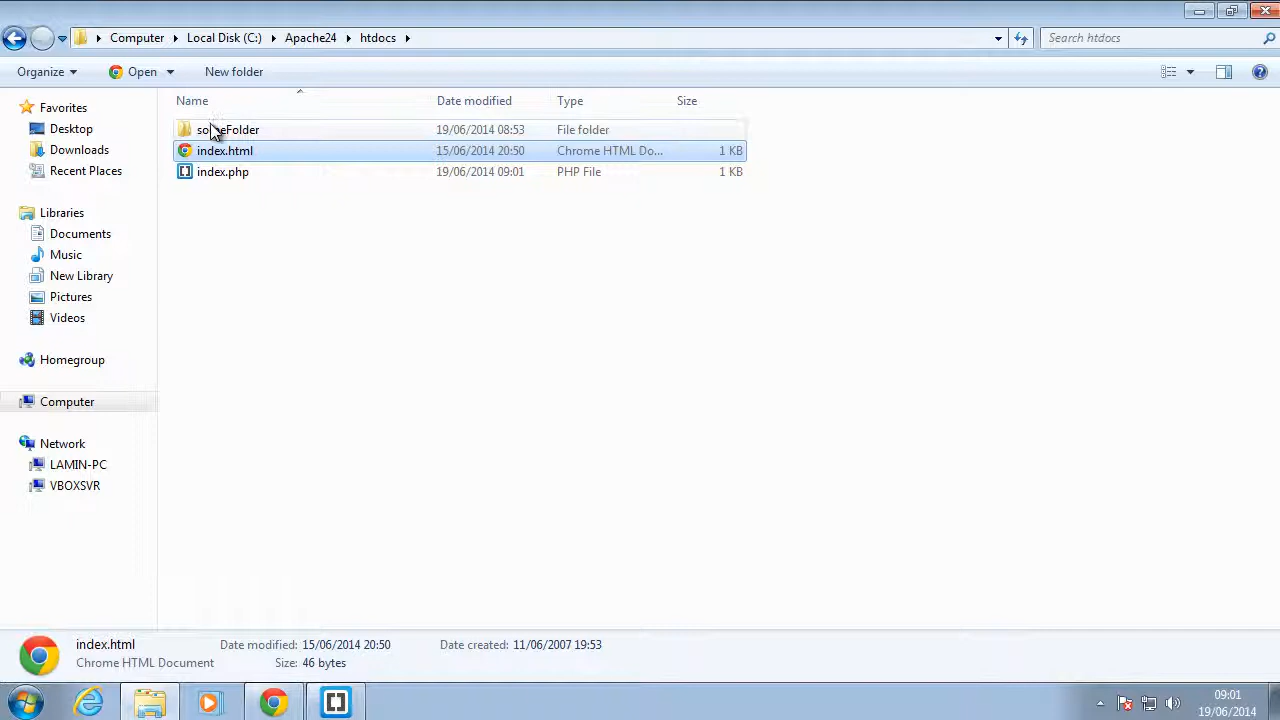 Computer Local Disk (C:) Apache24 htdocs Search htdocs
Organize Open New folder
Favorites
Desktop
Downloads
Recent Places
Libraries
Documents
Music
New Library
Pictures
Videos
Homegroup
Computer
Network
LAMIN-PC
VBOXSVR
Name Date modified Type Size
someFolder 19/06/2014 08:53 File folder
index.html 15/06/2014 20:50 Chrome HTML Do... 1 KB
index.php 19/06/2014 09:01 PHP File 1 KB
index.html Date modified: 15/06/2014 20:50 Date created: 11/06/2007 19:53
Chrome HTML Document Size: 46 bytes
09:01
19/06/2014